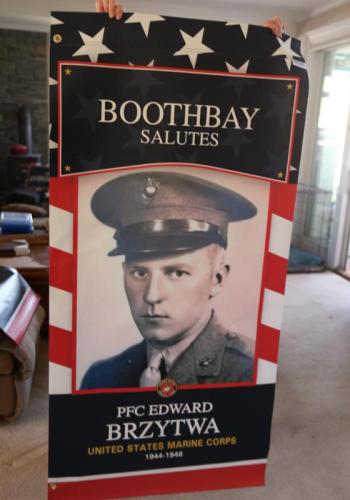 BOOTHBAY
SALUTES
PFC EDWARD
BRZYTWA
UNITED STATES MARINE CORPS
1944-1946